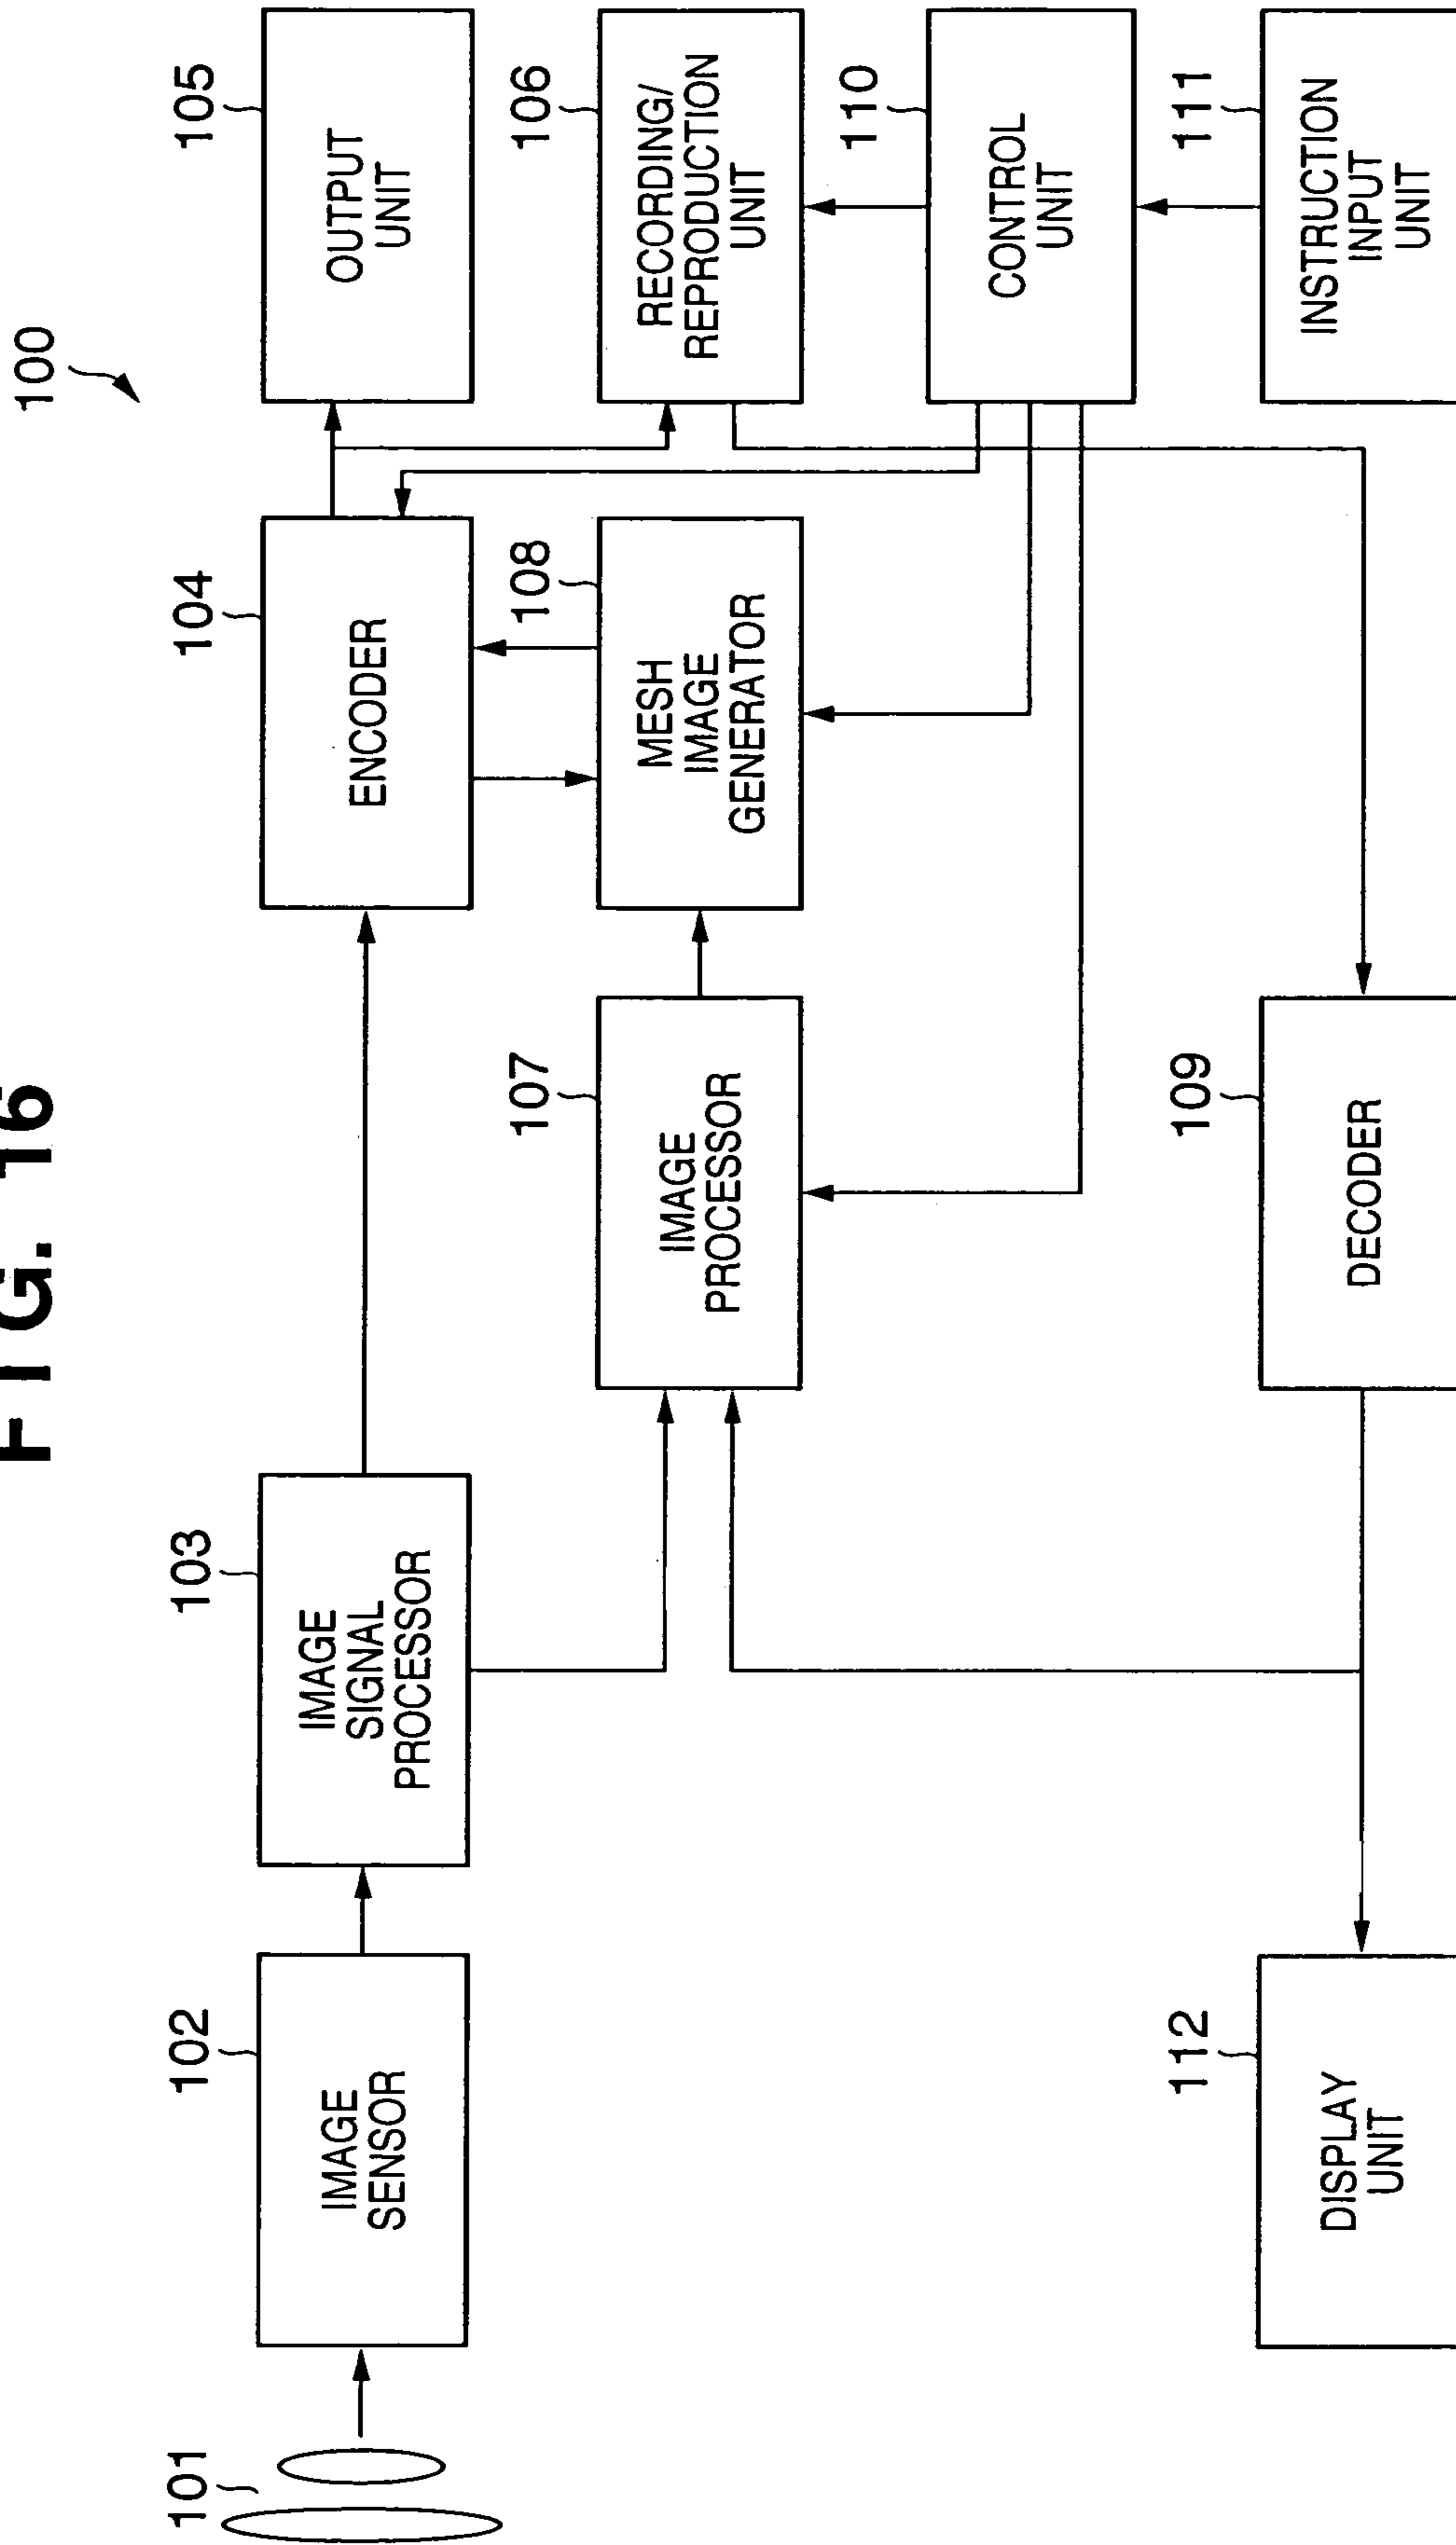 FIG. 16
100
101
102
IMAGE
SENSOR
103
IMAGE
SIGNAL
PROCESSOR
104
ENCODER
105
OUTPUT
UNIT
107
IMAGE
PROCESSOR
108
MESH
IMAGE
GENERATOR
106
RECORDING/
REPRODUCTION
UNIT
110
CONTROL
UNIT
112
DISPLAY
UNIT
109
DECODER
111
INSTRUCTION
INPUT
UNIT